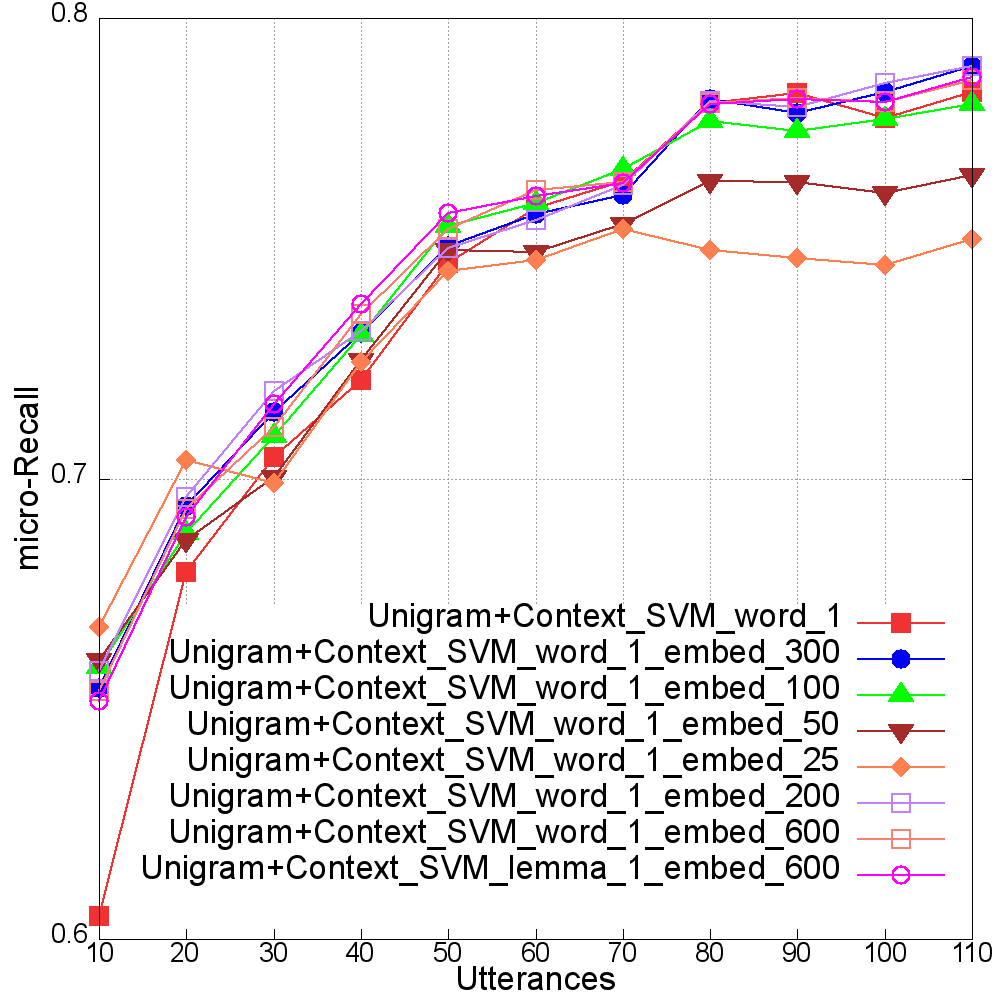 0.8
0.7
0.6
micro-Recall
Unigram+Context_SVM_word_1
Unigram+Context_SVM_word_1_embed_300
Unigram+Context_SVM_word_1_embed_100
Unigram+Context_SVM_word_1_embed_50
Unigram+Context_SVM_word_1_embed_25
Unigram+Context_SVM_word_1_embed_200
Unigram+Context_SVM_word_1_embed_600
Unigram+Context_SVM_lemma_1_embed_600
10 20 30 40 50 60 70 80 90 100 110
Utterances